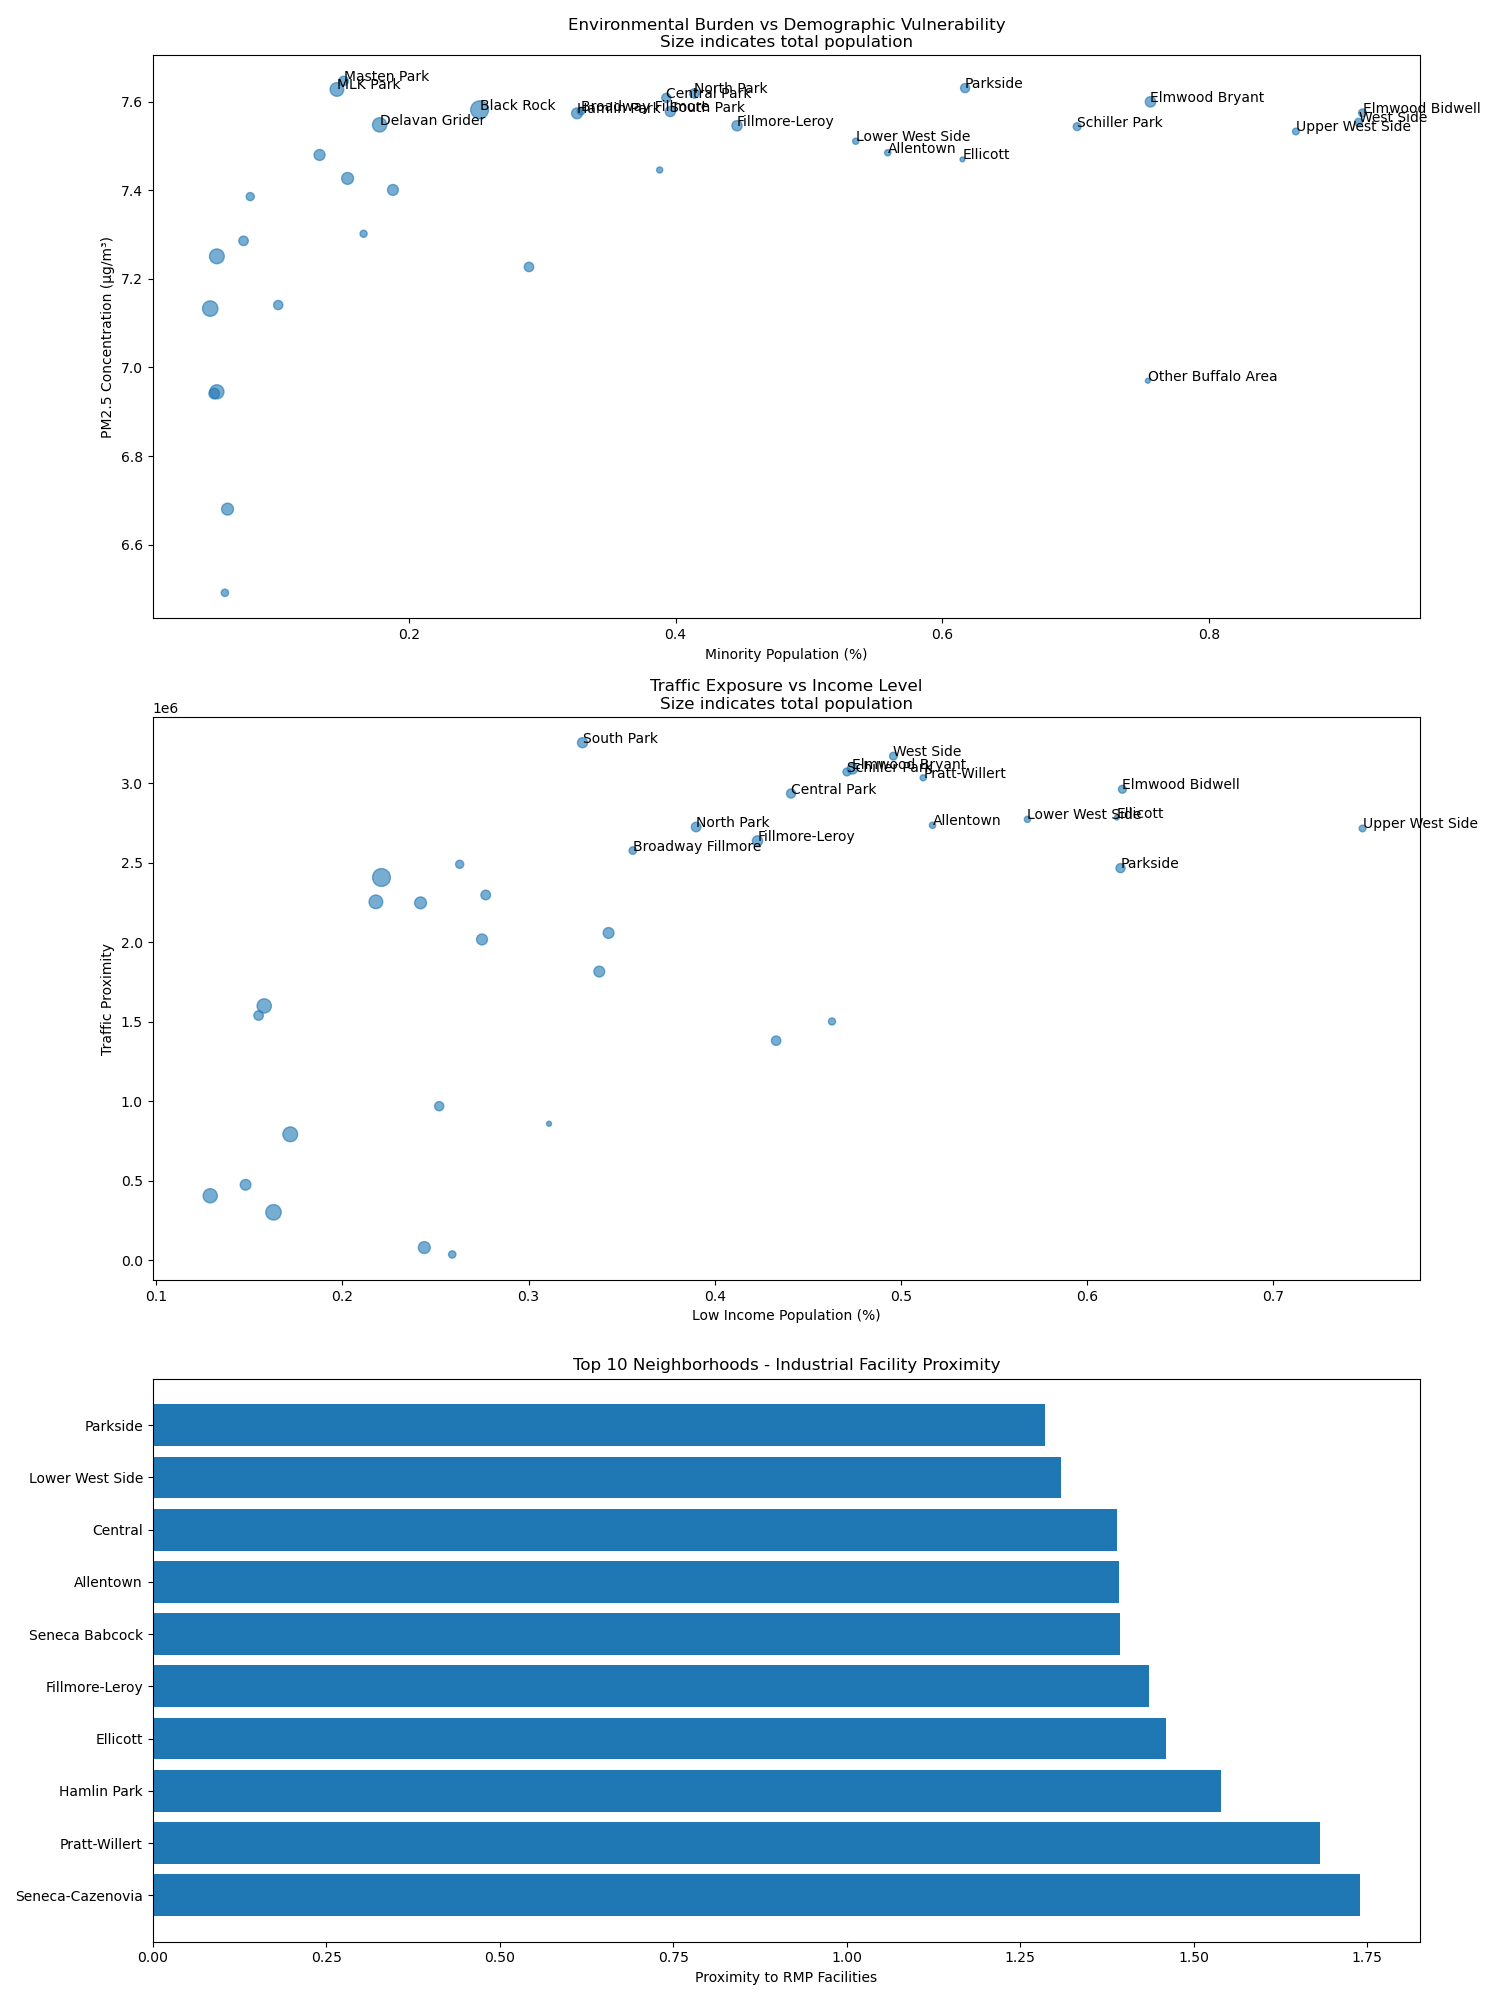 Environmental Burden vs Demographic Vulnerability
Size indicates total population
Masten Park
MLK Park
North Park
Parkside
Central Park
Elmwood Bryant
Black Rock
Broadway Fillmore
Hamlin Park
South Park
Elmwood Bidwell
West Side
Delavan Grider
Fillmore-Leroy
Schiller Park
Upper West Side
Lower West Side
Allentown
Ellicott
Other Buffalo Area
7.6
7.4
7.2
7.0
6.8
6.6
PM2.5 Concentration (μg/m³)
0.2 0.4 0.6 0.8
Minority Population (%)
Traffic Exposure vs Income Level
Size indicates total population
1e6
South Park
West Side
Elmwood Bryant
Schiller Park
Pratt-Willert
Central Park
Elmwood Bidwell
North Park
Allentown
Lower West Side
Ellicott
Upper West Side
Fillmore-Leroy
Broadway Fillmore
Parkside
3.0
2.5
2.0
1.5
1.0
0.5
0.0
Traffic Proximity
0.1 0.2 0.3 0.4 0.5 0.6 0.7
Low Income Population (%)
Top 10 Neighborhoods - Industrial Facility Proximity
Parkside
Lower West Side
Central
Allentown
Seneca Babcock
Fillmore-Leroy
Ellicott
Hamlin Park
Pratt-Willert
Seneca-Cazenovia
0.00 0.25 0.50 0.75 1.00 1.25 1.50 1.75
Proximity to RMP Facilities